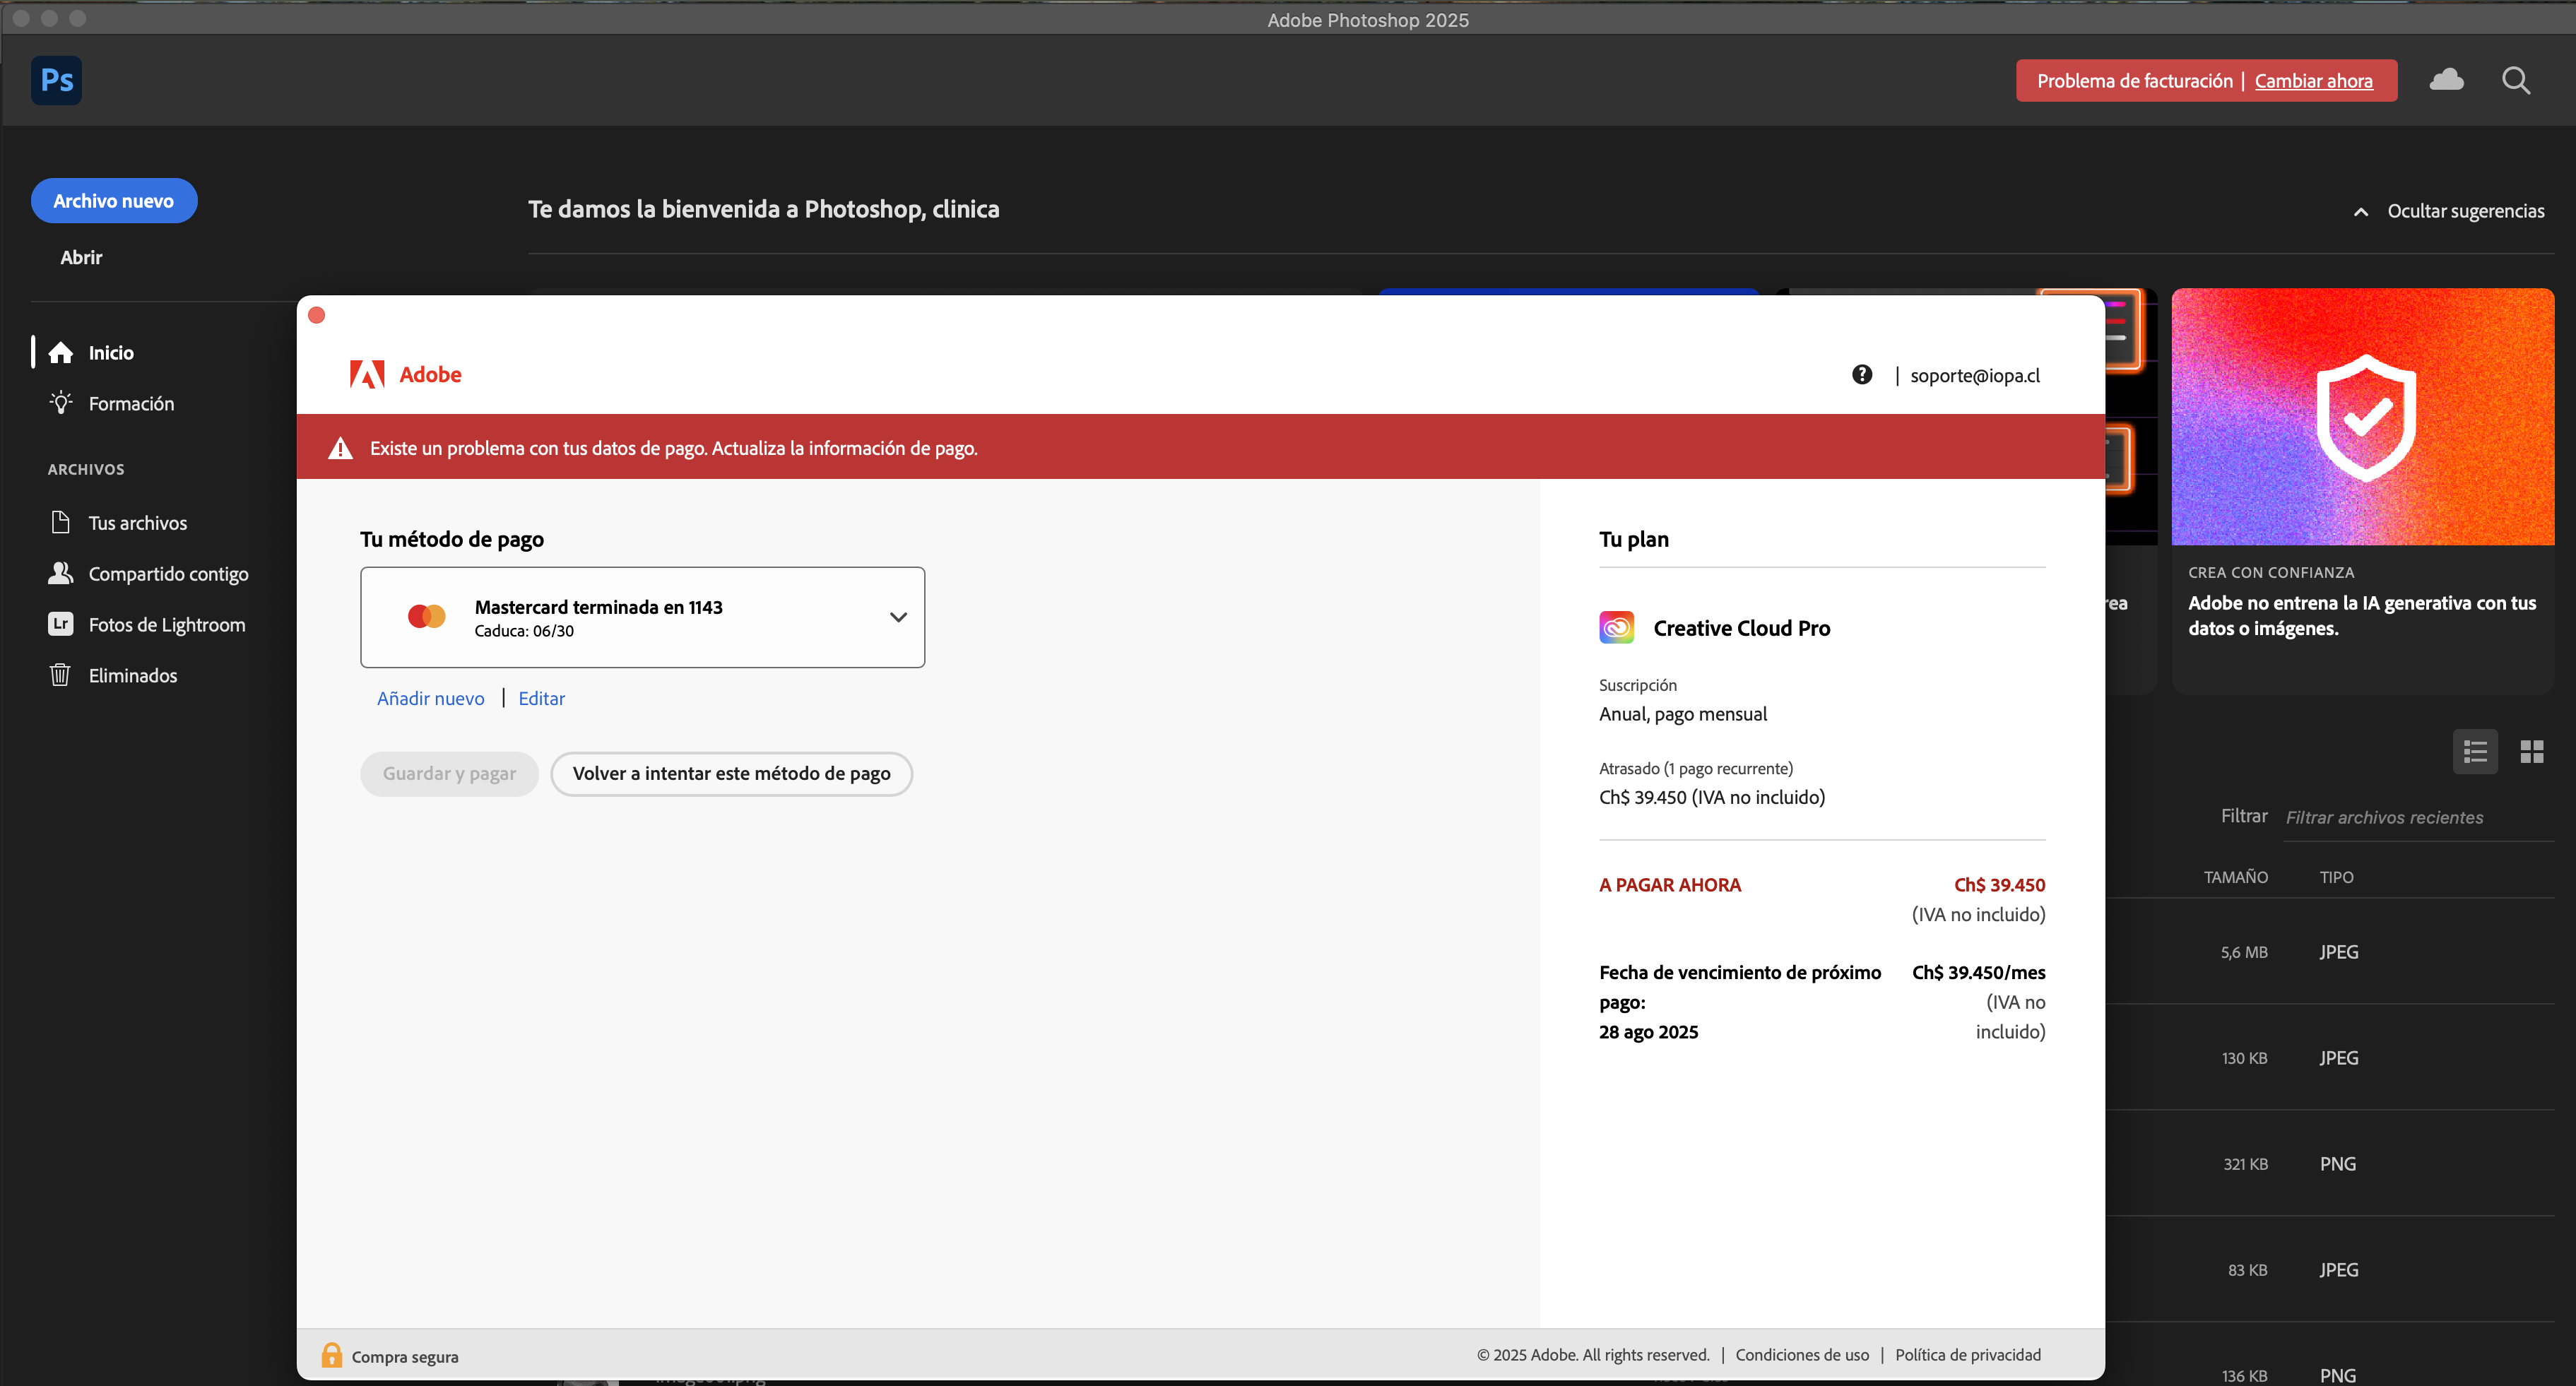 Adobe Photoshop 2025
Ps
Problema de facturación | Cambiar ahora
Archivo nuevo
Abrir
Te damos la bienvenida a Photoshop, clinica
Ocultar sugerencias
Inicio
Formación
ARCHIVOS
Tus archivos
Compartido contigo
Lr Fotos de Lightroom
Eliminados
Adobe
? | soporte@iopa.cl
Existe un problema con tus datos de pago. Actualiza la información de pago.
Tu método de pago
Mastercard terminada en 1143
Caduca: 06/30
Añadir nuevo | Editar
Guardar y pagar
Volver a intentar este método de pago
Tu plan
Creative Cloud Pro
Suscripción
Anual, pago mensual
Atrasado (1 pago recurrente)
Ch$ 39.450 (IVA no incluido)
A PAGAR AHORA Ch$ 39.450
(IVA no incluido)
Fecha de vencimiento de próximo Ch$ 39.450/mes
pago: (IVA no
28 ago 2025 incluido)
Compra segura
© 2025 Adobe. All rights reserved. | Condiciones de uso | Política de privacidad
CREA CON CONFIANZA
Adobe no entrena la IA generativa con tus
datos o imágenes.
Filtrar Filtrar archivos recientes
TAMAÑO TIPO
5,6 MB JPEG
130 KB JPEG
321 KB PNG
83 KB JPEG
136 KB PNG